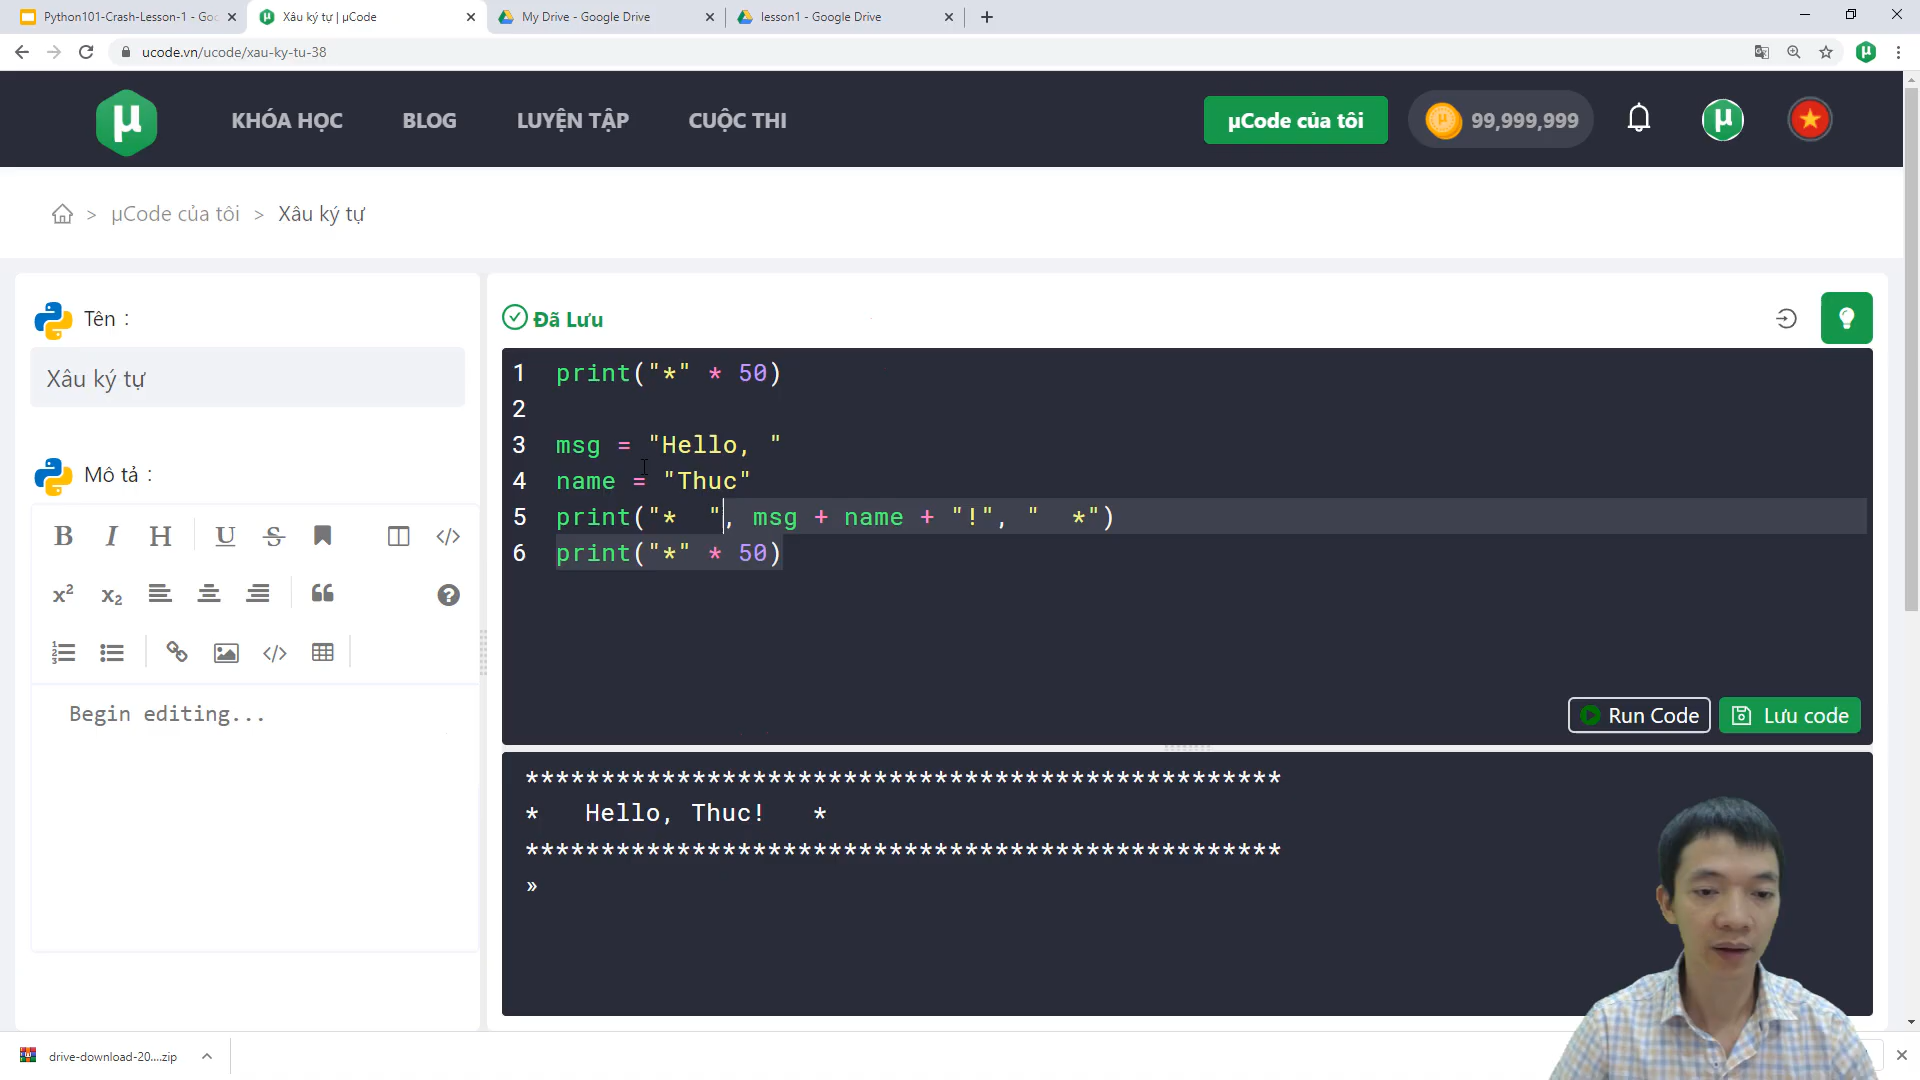 Python101-Crash-Lesson-1 - Goo
Xâu ký tự | µCode
My Drive - Google Drive
lesson1 - Google Drive
ucode.vn/ucode/xau-ky-tu-38
µ
KHÓA HỌC
BLOG
LUYỆN TẬP
CUỘC THI
µCode của tôi
99,999,999
µ
> µCode của tôi > Xâu ký tự
Tên :
Xâu ký tự
Mô tả :
B I H U S
x² x₂
Begin editing...
Đã Lưu
1 print("*" * 50)
2
3 msg = "Hello, "
4 name = "Thuc"
5 print("*  ", msg + name + "!", "  *")
6 print("*" * 50)
Run Code
Lưu code
**************************************************
*   Hello, Thuc!   *
**************************************************
»
drive-download-20....zip